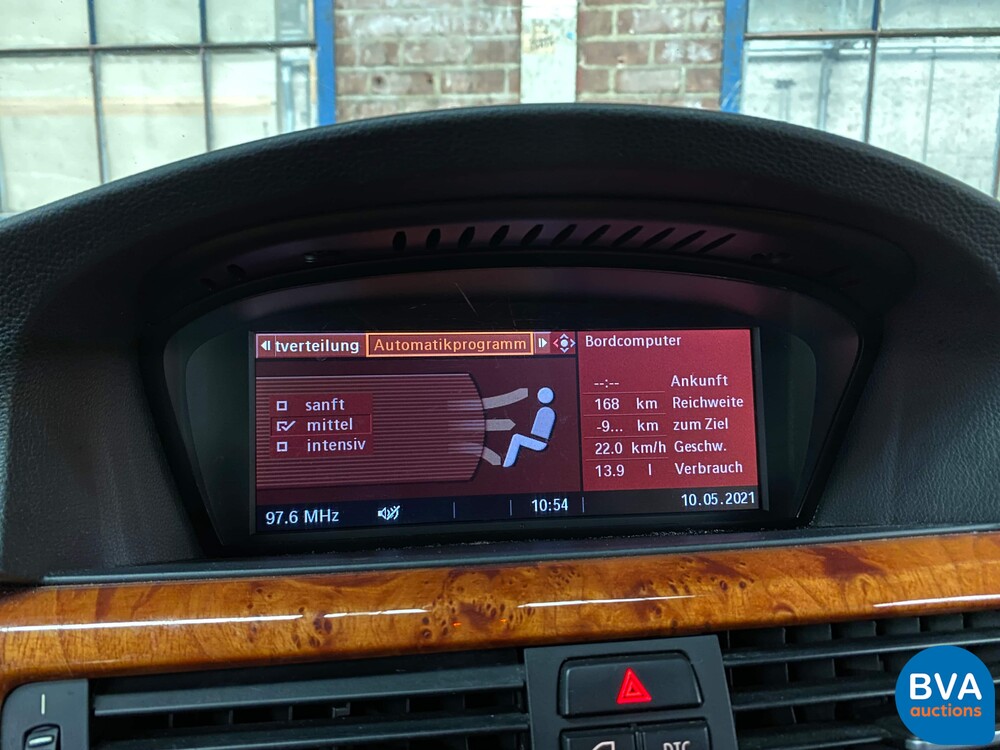 tverteilung Automatikprogramm
sanft
mittel
intensiv
Bordcomputer
--:-- Ankunft
168 km Reichweite
-9... km zum Ziel
22.0 km/h Geschw.
13.9 l Verbrauch
97.6 MHz 10:54 10.05.2021
DTC
BVA
auctions